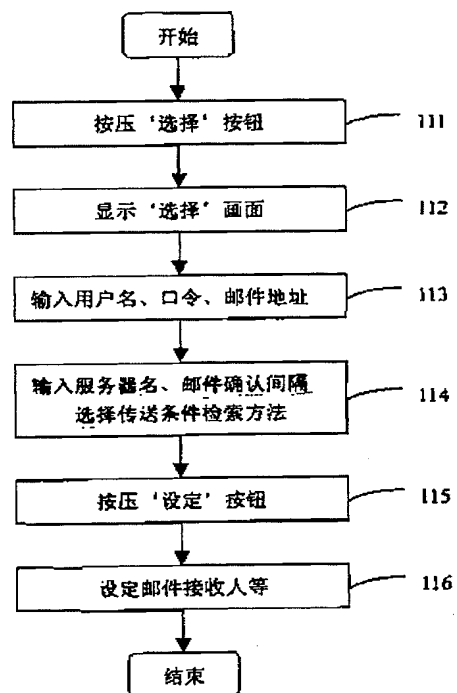 开始
按压‘选择’按钮
111
显示‘选择’画面
112
输入用户名、口令、邮件地址
113
输入服务器名、邮件确认间隔
选择传送条件检索方法
114
按压‘设定’按钮
115
设定邮件接收人等
116
结束